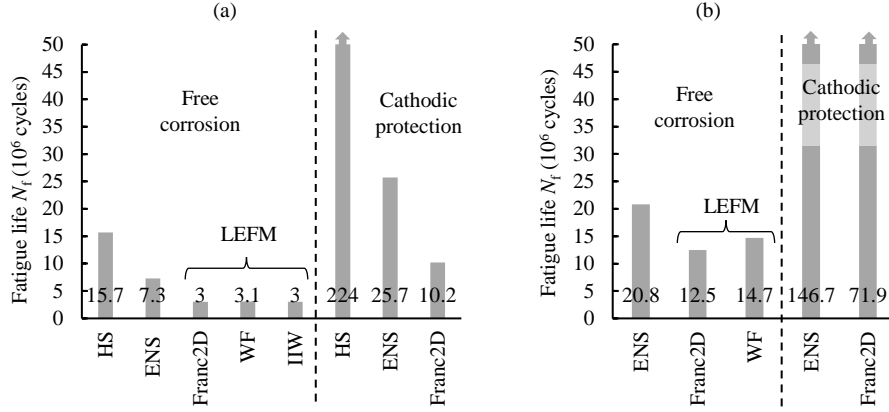 (a)
Fatigue life Nf (10⁶ cycles)
50
45
40
35
30
25
20
15
10
5
0
Free
corrosion
Cathodic
protection
LEFM
15.7
7.3
3
3.1
3
224
25.7
10.2
HS
ENS
Franc2D
WF
IIW
HS
ENS
Franc2D
(b)
Fatigue life Nf (10⁶ cycles)
50
45
40
35
30
25
20
15
10
5
0
Free
corrosion
Cathodic
protection
LEFM
20.8
12.5
14.7
146.7
71.9
ENS
Franc2D
WF
ENS
Franc2D